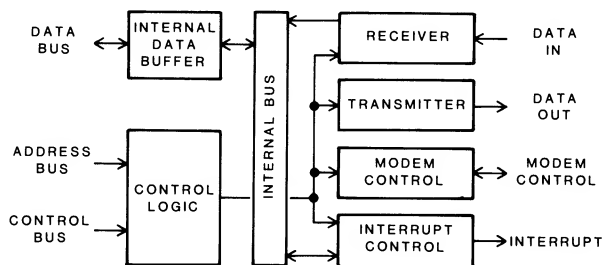 DATA
BUS
INTERNAL
DATA
BUFFER
INTERNAL BUS
RECEIVER
DATA
IN
TRANSMITTER
DATA
OUT
ADDRESS
BUS
CONTROL
LOGIC
CONTROL
BUS
MODEM
CONTROL
MODEM
CONTROL
INTERRUPT
CONTROL
INTERRUPT